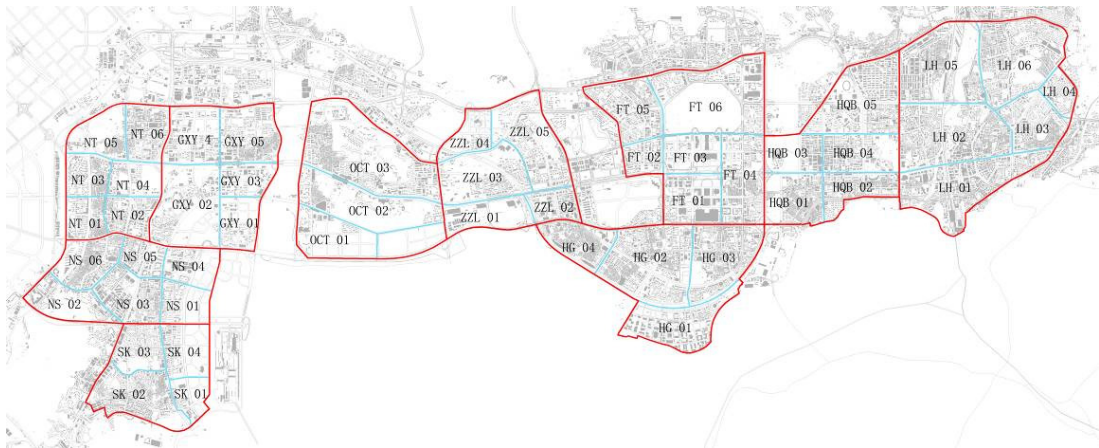 NT 05
NT 06
NT 03
NT 04
NT 01
NT 02
GXY 4
GXY 05
GXY 03
GXY 02
GXY 01
NS 06
NS 05
NS 04
NS 02
NS 03
NS 01
SK 03
SK 04
SK 02
SK 01
OCT 03
OCT 02
OCT 01
ZZL 04
ZZL 05
ZZL 03
ZZL 01
ZZL 02
FT 05
FT 06
FT 02
FT 03
FT 04
FT 01
HG 04
HG 02
HG 03
HG 01
HQB 05
HQB 03
HQB 04
HQB 02
HQB 01
LH 05
LH 06
LH 04
LH 02
LH 03
LH 01